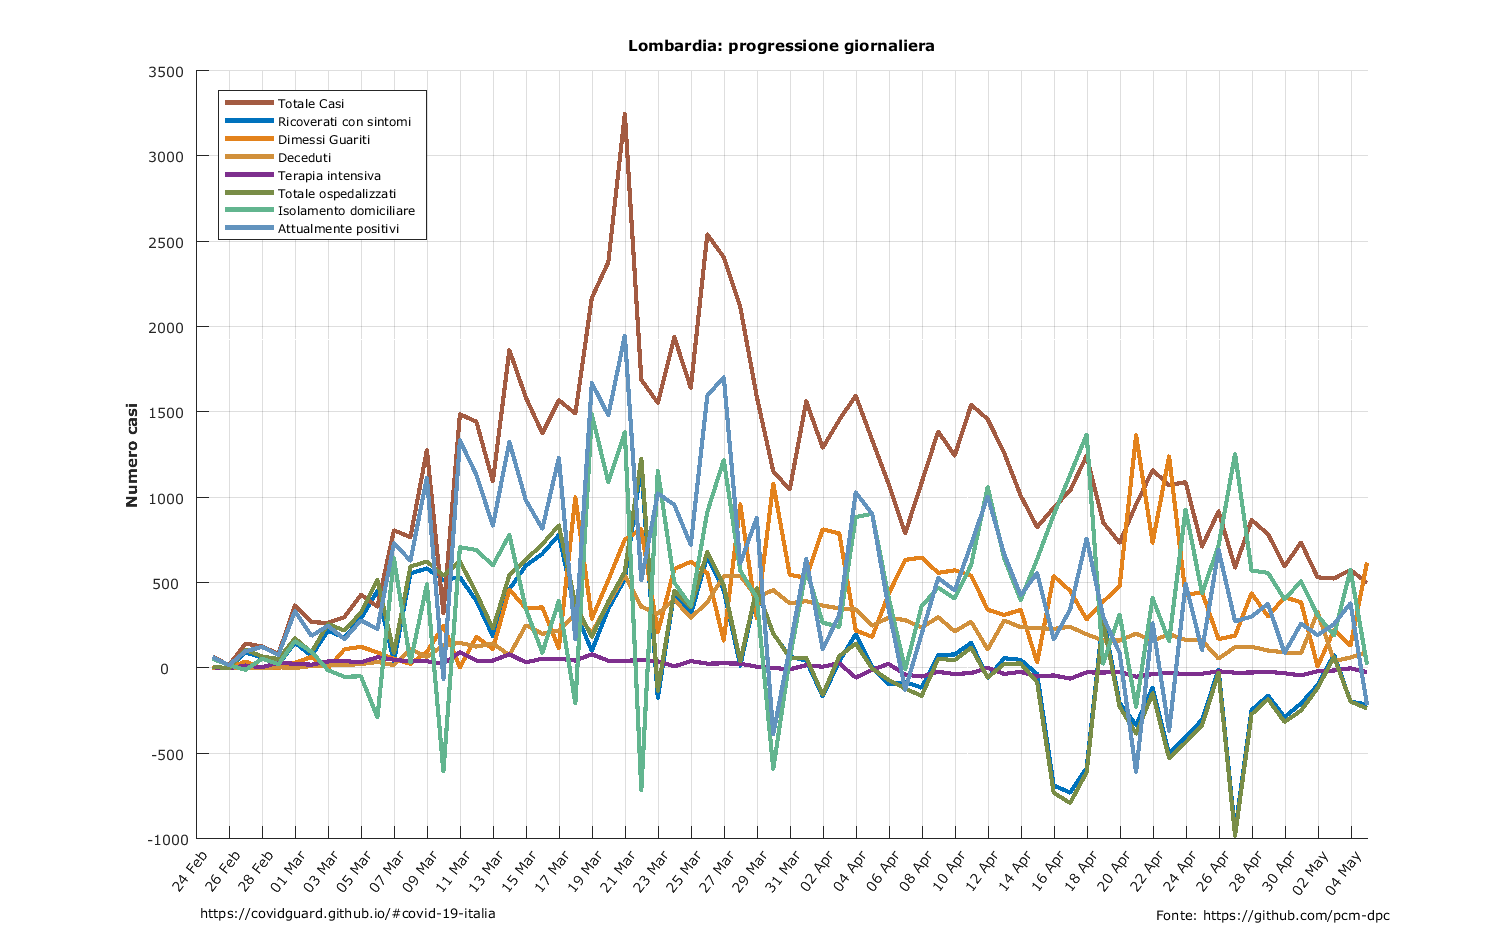 Lombardia: progressione giornaliera
3500
3000
2500
2000
1500
1000
500
0
-500
-1000
Numero casi
Totale Casi
Ricoverati con sintomi
Dimessi Guariti
Deceduti
Terapia intensiva
Totale ospedalizzati
Isolamento domiciliare
Attualmente positivi
24 Feb
26 Feb
28 Feb
01 Mar
03 Mar
05 Mar
07 Mar
09 Mar
11 Mar
13 Mar
15 Mar
17 Mar
19 Mar
21 Mar
23 Mar
25 Mar
27 Mar
29 Mar
31 Mar
02 Apr
04 Apr
06 Apr
08 Apr
10 Apr
12 Apr
14 Apr
16 Apr
18 Apr
20 Apr
22 Apr
24 Apr
26 Apr
28 Apr
30 Apr
02 May
04 May
https://covidguard.github.io/#covid-19-italia
Fonte: https://github.com/pcm-dpc